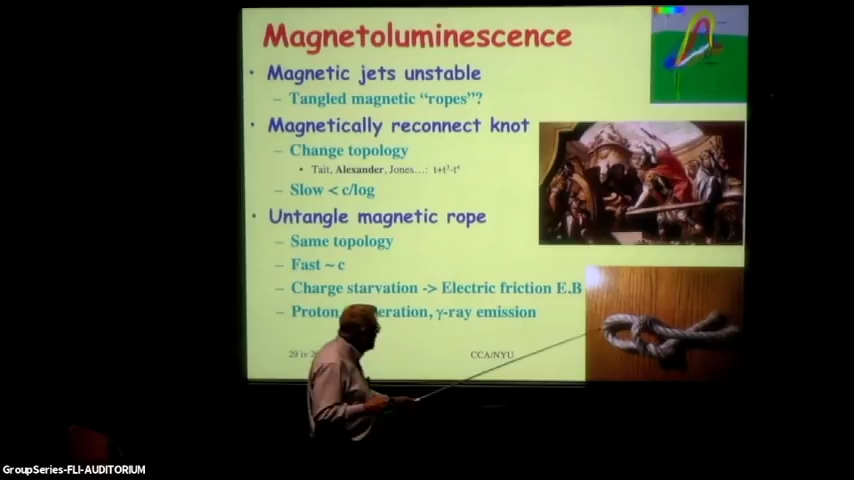 Magnetoluminescence
• Magnetic jets unstable
– Tangled magnetic “ropes”?
• Magnetically reconnect knot
– Change topology
• Tait, Alexander, Jones…: t+t³-t⁴
– Slow < c/log
• Untangle magnetic rope
– Same topology
– Fast ~ c
– Charge starvation -> Electric friction E.B
– Proton eration, γ-ray emission
29 iv
CCA/NYU
GroupSeries-FLI-AUDITORIUM